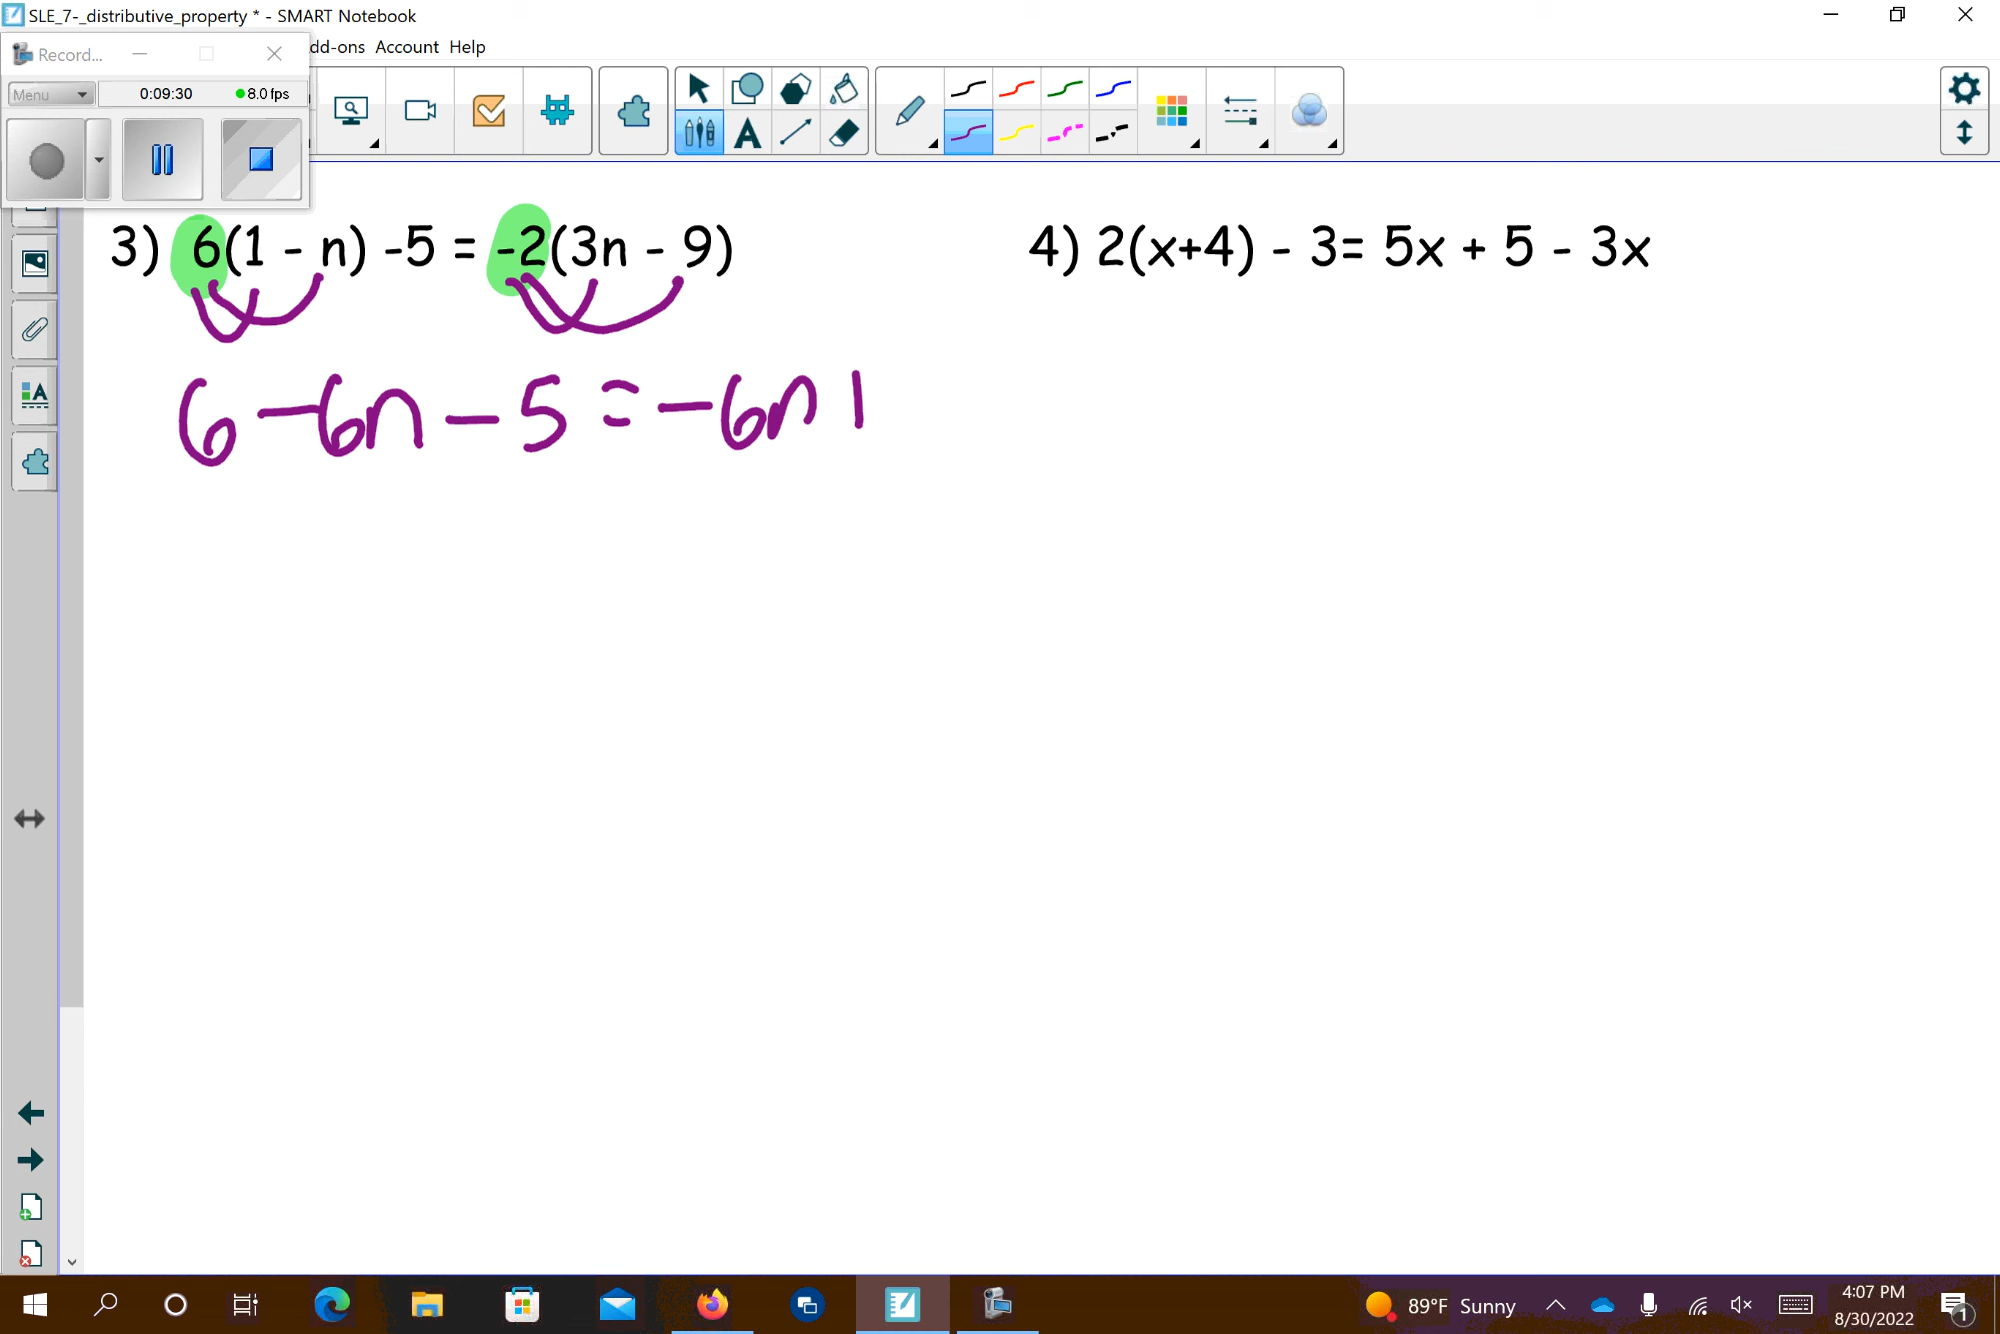 SLE_7-_distributive_property * - SMART Notebook
dd-ons Account Help
Record...
Menu 0:09:30 8.0 fps
A
A
3) 6(1 - n) -5 = -2(3n - 9)
4) 2(x+4) - 3= 5x + 5 - 3x
6 - 6n - 5 = - 6n 1
89°F Sunny
4:07 PM
8/30/2022
1